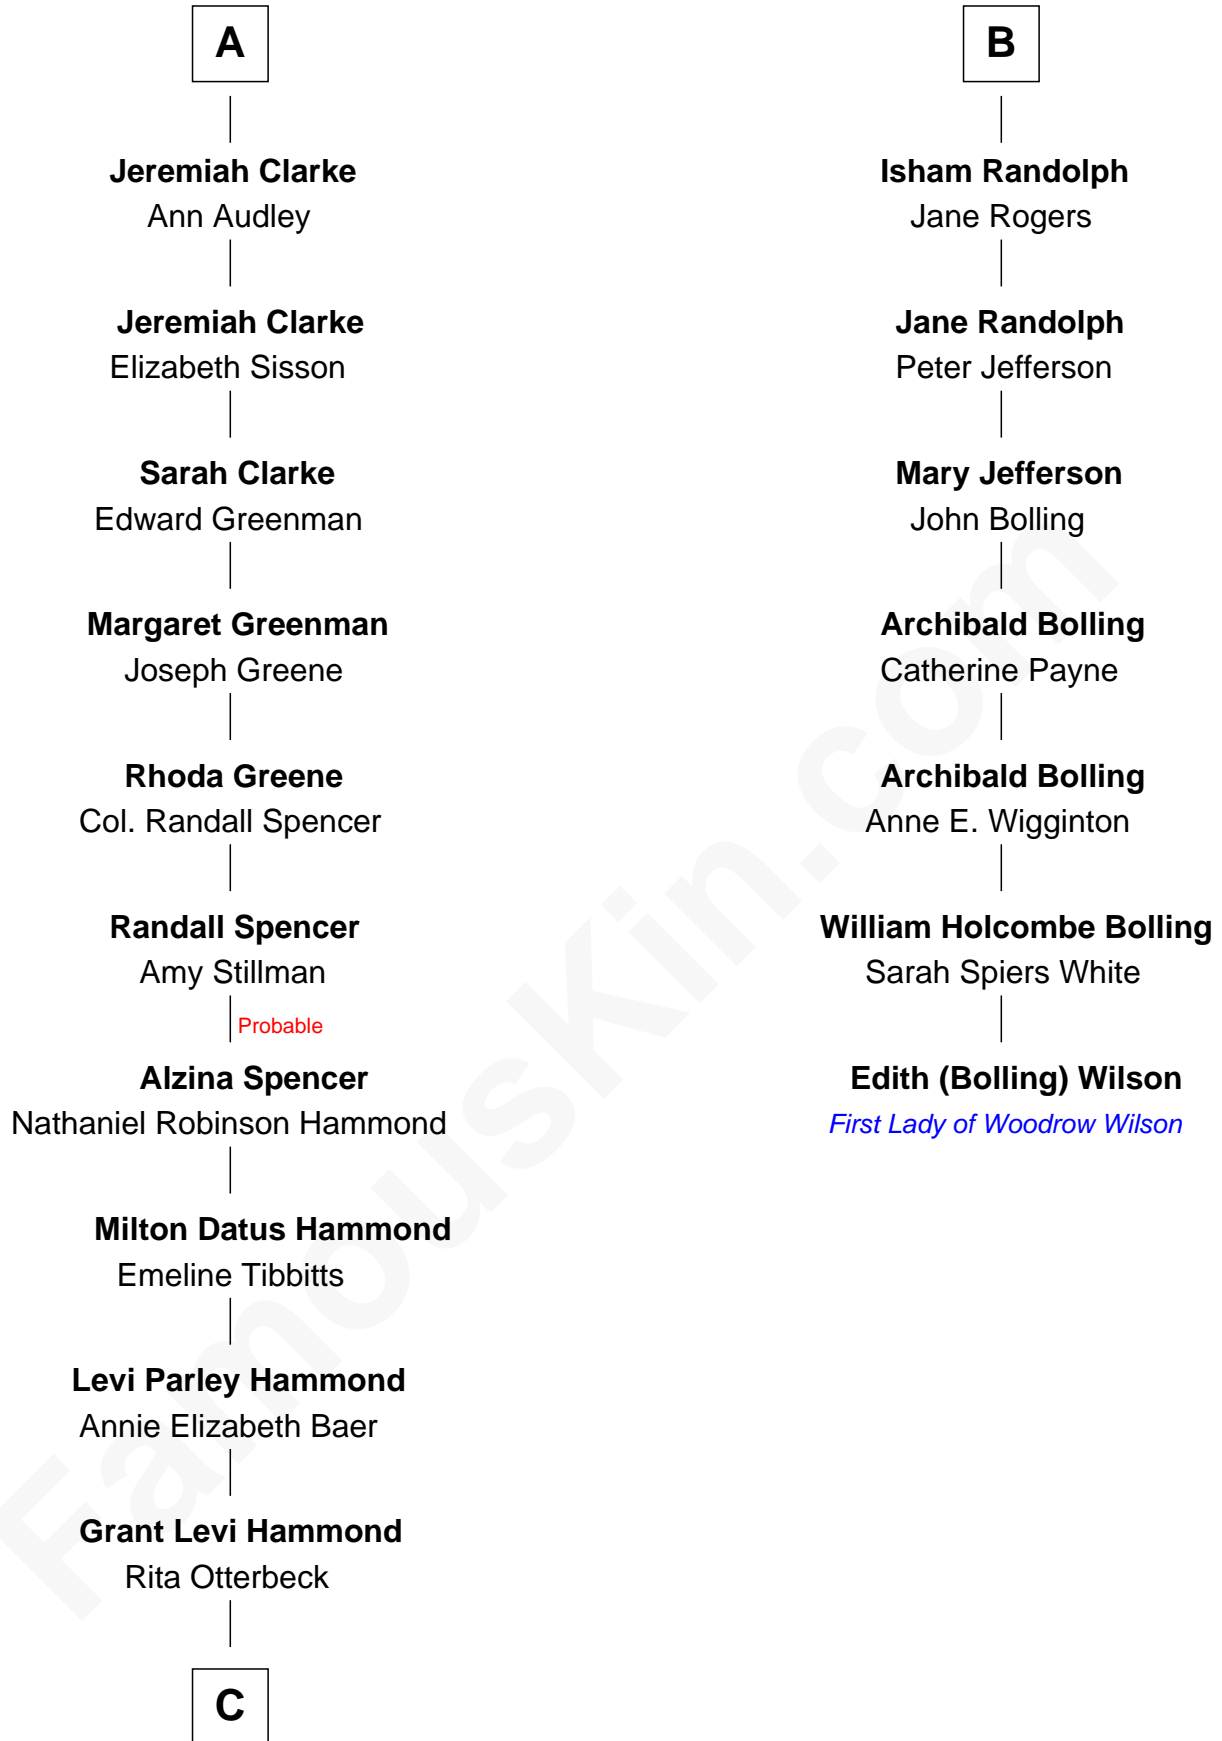 A
Jeremiah Clarke
Ann Audley
Jeremiah Clarke
Elizabeth Sisson
Sarah Clarke
Edward Greenman
Margaret Greenman
Joseph Greene
Rhoda Greene
Col. Randall Spencer
Randall Spencer
Amy Stillman
Probable
Alzina Spencer
Nathaniel Robinson Hammond
Milton Datus Hammond
Emeline Tibbitts
Levi Parley Hammond
Annie Elizabeth Baer
Grant Levi Hammond
Rita Otterbeck
C
B
Isham Randolph
Jane Rogers
Jane Randolph
Peter Jefferson
Mary Jefferson
John Bolling
Archibald Bolling
Catherine Payne
Archibald Bolling
Anne E. Wigginton
William Holcombe Bolling
Sarah Spiers White
Edith (Bolling) Wilson
First Lady of Woodrow Wilson
FamousKin.com